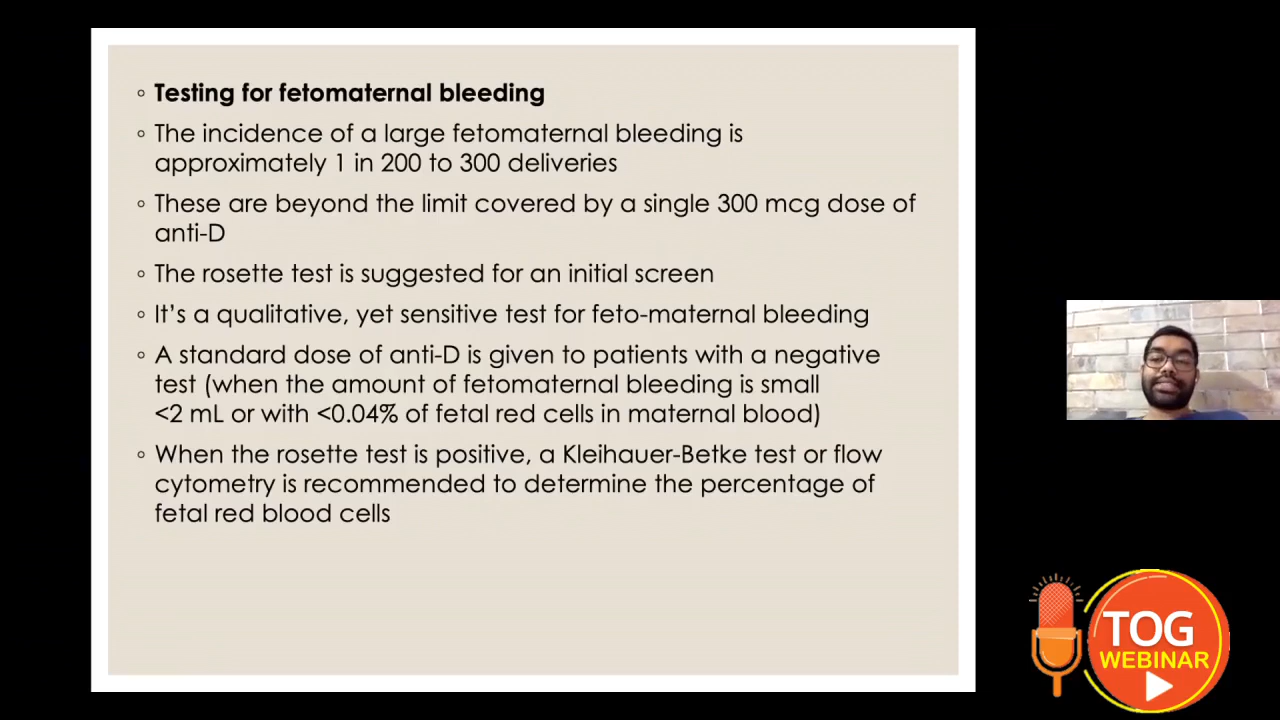 Testing for fetomaternal bleeding
The incidence of a large fetomaternal bleeding is
approximately 1 in 200 to 300 deliveries
These are beyond the limit covered by a single 300 mcg dose of
anti-D
The rosette test is suggested for an initial screen
It's a qualitative, yet sensitive test for feto-maternal bleeding
A standard dose of anti-D is given to patients with a negative
test (when the amount of fetomaternal bleeding is small
<2 mL or with <0.04% of fetal red cells in maternal blood)
When the rosette test is positive, a Kleihauer-Betke test or flow
cytometry is recommended to determine the percentage of
fetal red blood cells
TOG
WEBINAR